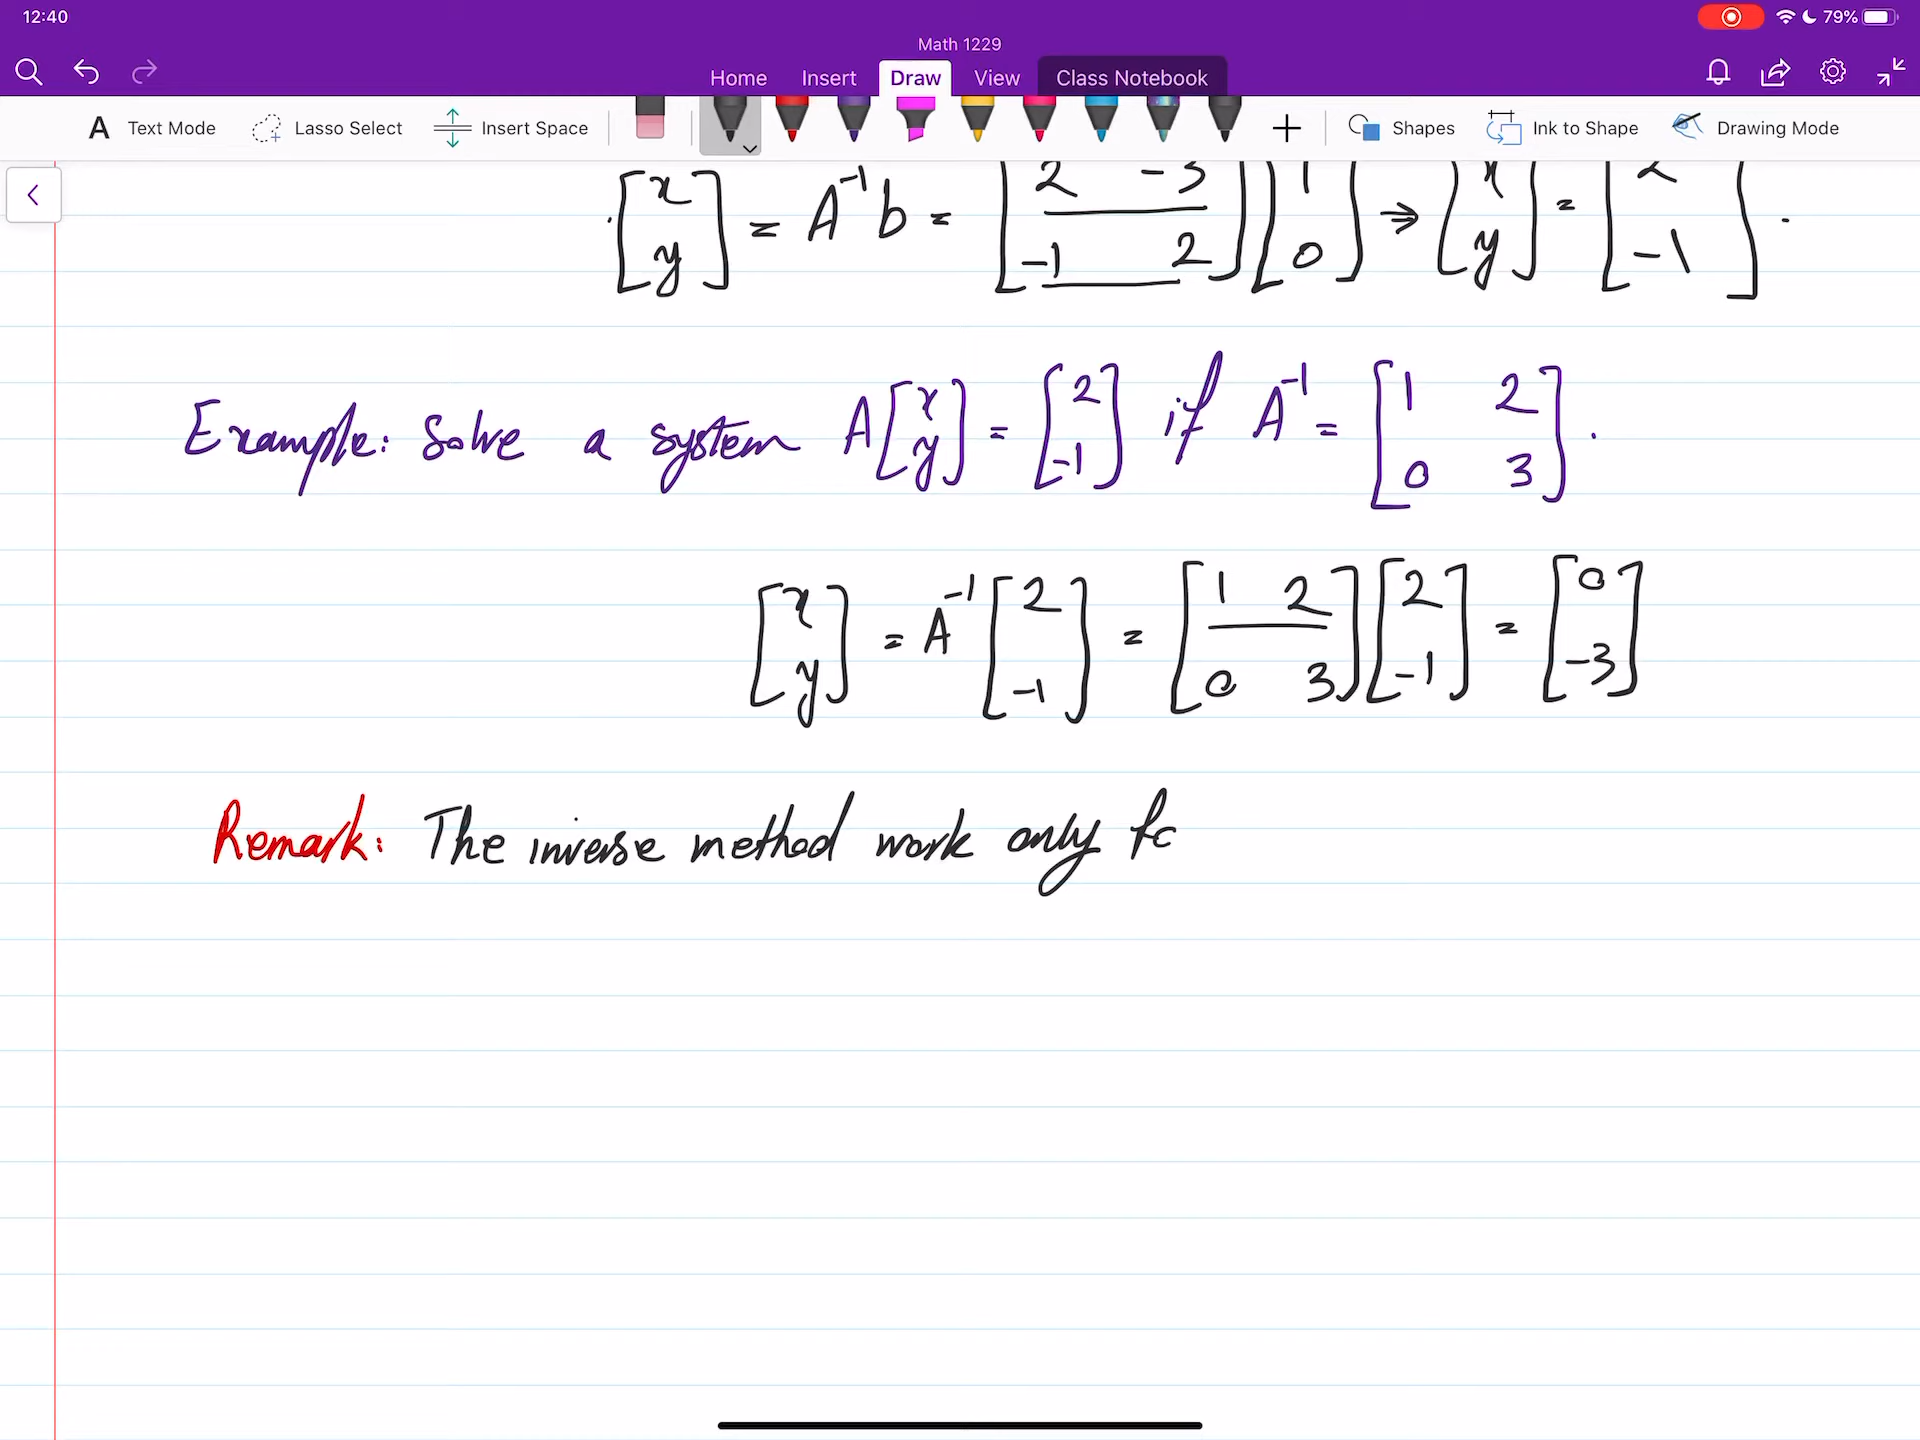 12:40
79%
Math 1229
Home Insert Draw View Class Notebook
A Text Mode Lasso Select Insert Space Shapes Ink to Shape Drawing Mode
[x y] = A⁻¹ b = [2 -3 -1 2] [1 0] ⇒ [x y] = [2 -1].
Example: Solve a system A [x y] = [2 -1] if A⁻¹ = [1 2 0 3].
[x y] = A⁻¹ [2 -1] = [1 2 0 3] [2 -1] = [0 -3]
Remark: The inverse method work only fo